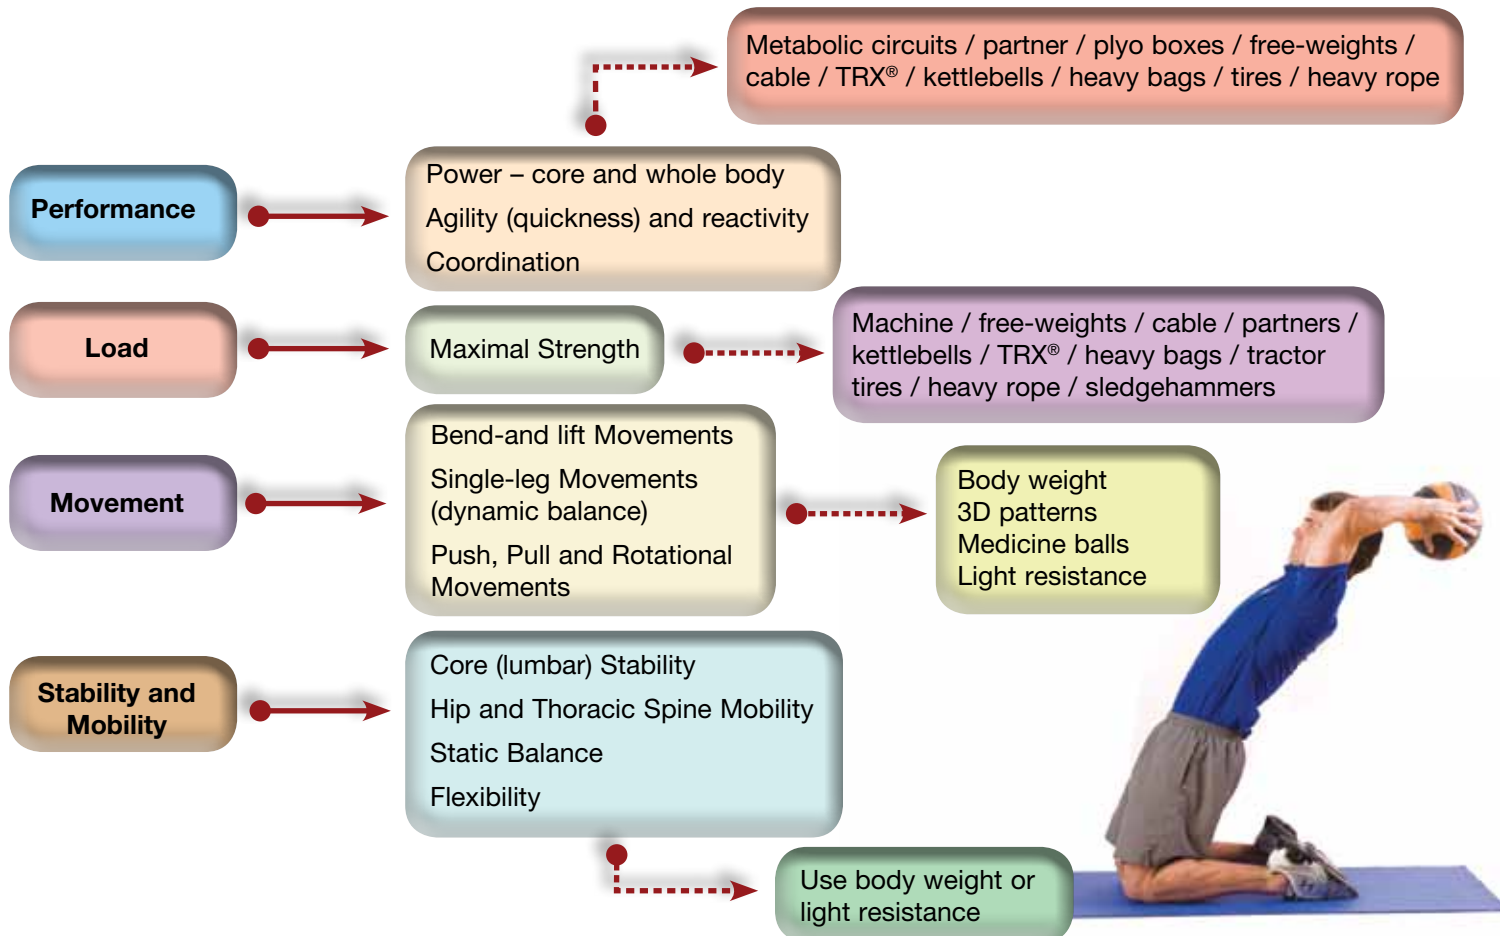 Metabolic circuits / partner / plyo boxes / free-weights /
cable / TRX® / kettlebells / heavy bags / tires / heavy rope
Performance
Power – core and whole body
Agility (quickness) and reactivity
Coordination
Load
Maximal Strength
Machine / free-weights / cable / partners /
kettlebells / TRX® / heavy bags / tractor
tires / heavy rope / sledgehammers
Movement
Bend-and lift Movements
Single-leg Movements
(dynamic balance)
Push, Pull and Rotational
Movements
Body weight
3D patterns
Medicine balls
Light resistance
Stability and
Mobility
Core (lumbar) Stability
Hip and Thoracic Spine Mobility
Static Balance
Flexibility
Use body weight or
light resistance